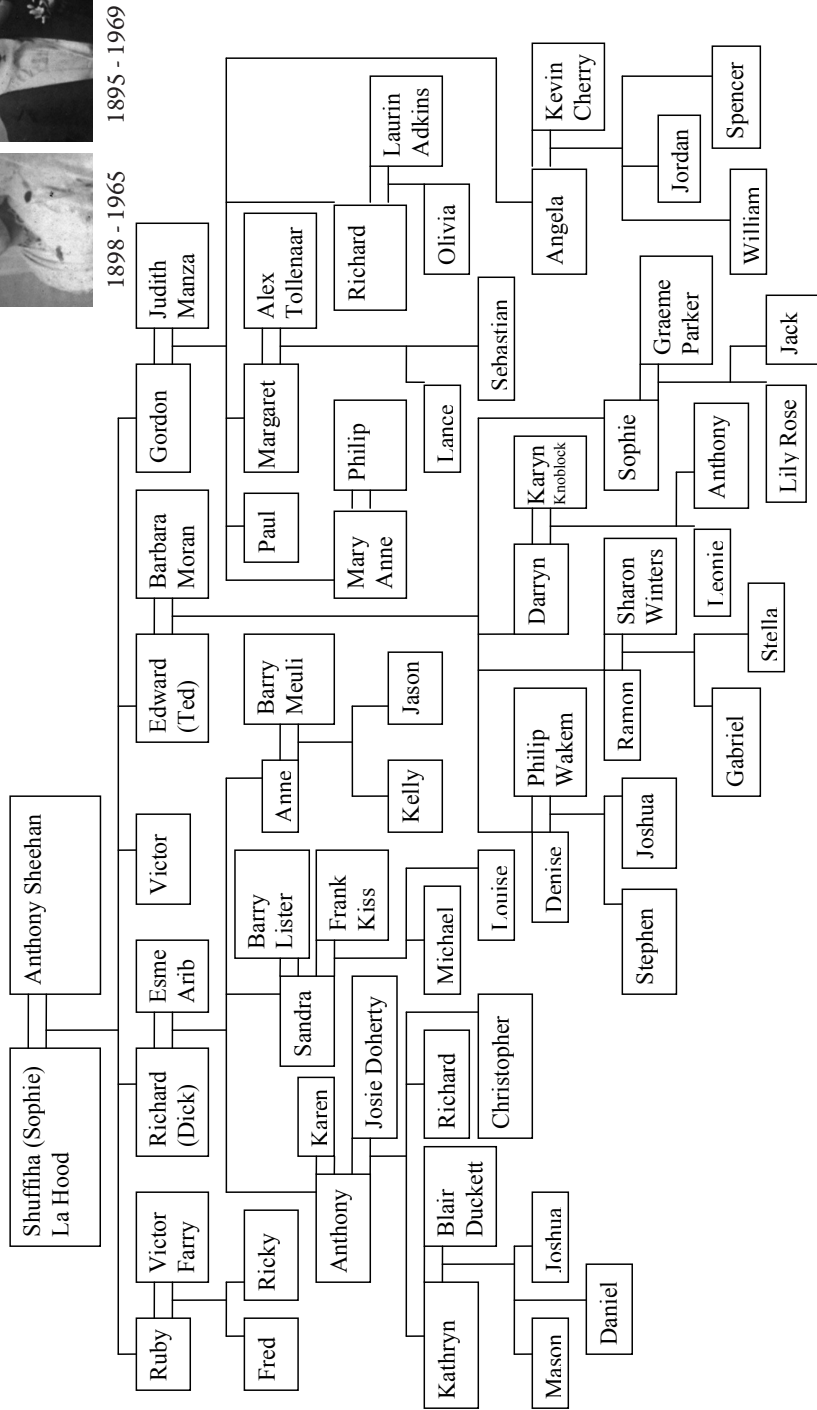 1898 - 1965
1895 - 1969
Shuffiha (Sophie)
La Hood
Anthony Sheehan
Ruby
Victor
Farry
Richard
(Dick)
Esme
Arib
Victor
Edward
(Ted)
Barbara
Moran
Gordon
Judith
Manza
Fred
Ricky
Anthony
Karen
Josie Doherty
Sandra
Barry
Lister
Frank
Kiss
Anne
Barry
Meuli
Mary
Anne
Philip
Paul
Margaret
Alex
Tollenaar
Richard
Laurin
Adkins
Angela
Kevin
Cherry
Kathryn
Blair
Duckett
Richard
Christopher
Michael
Louise
Kelly
Jason
Lance
Sebastian
Olivia
William
Jordan
Spencer
Mason
Daniel
Joshua
Denise
Philip
Wakem
Ramon
Sharon
Winters
Darryn
Karyn
Knoblock
Sophie
Graeme
Parker
Stephen
Joshua
Gabriel
Stella
Leonie
Anthony
Lily Rose
Jack